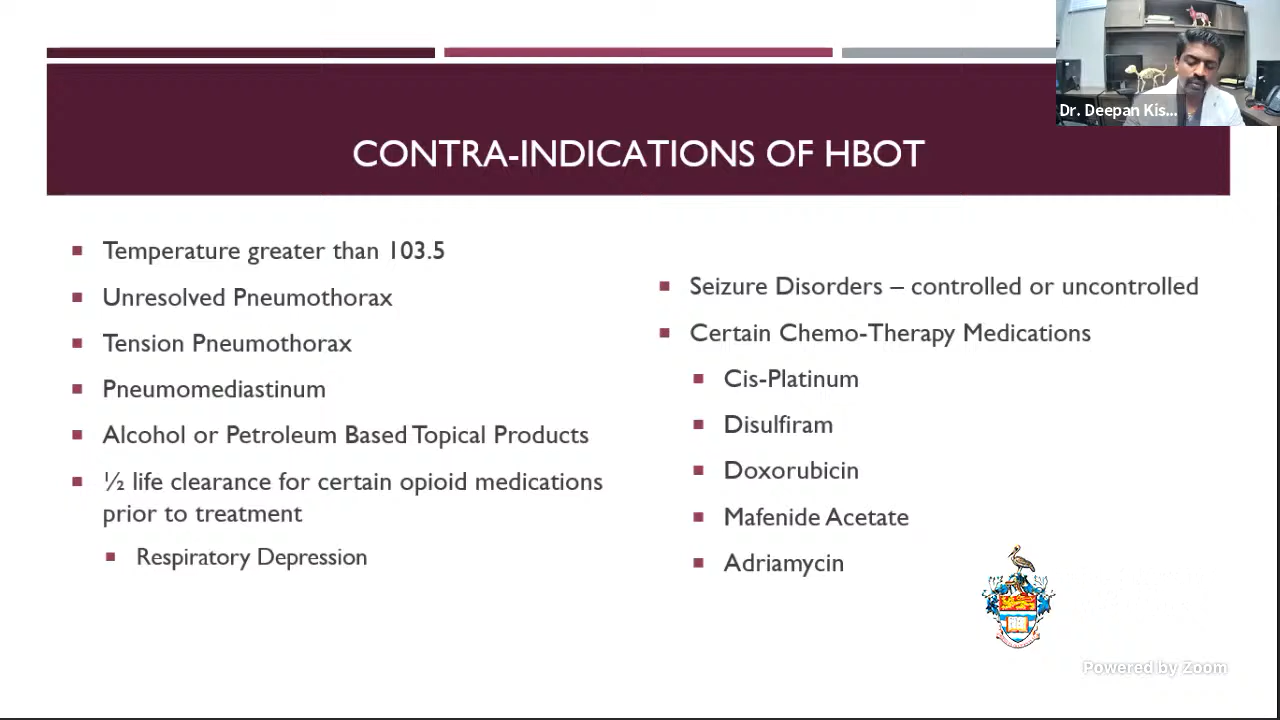 Dr. Deepan Kis...
CONTRA-INDICATIONS OF HBOT
Temperature greater than 103.5
Unresolved Pneumothorax
Tension Pneumothorax
Pneumomediastinum
Alcohol or Petroleum Based Topical Products
½ life clearance for certain opioid medications
prior to treatment
Respiratory Depression
Seizure Disorders – controlled or uncontrolled
Certain Chemo-Therapy Medications
Cis-Platinum
Disulfiram
Doxorubicin
Mafenide Acetate
Adriamycin
Powered by Zoom